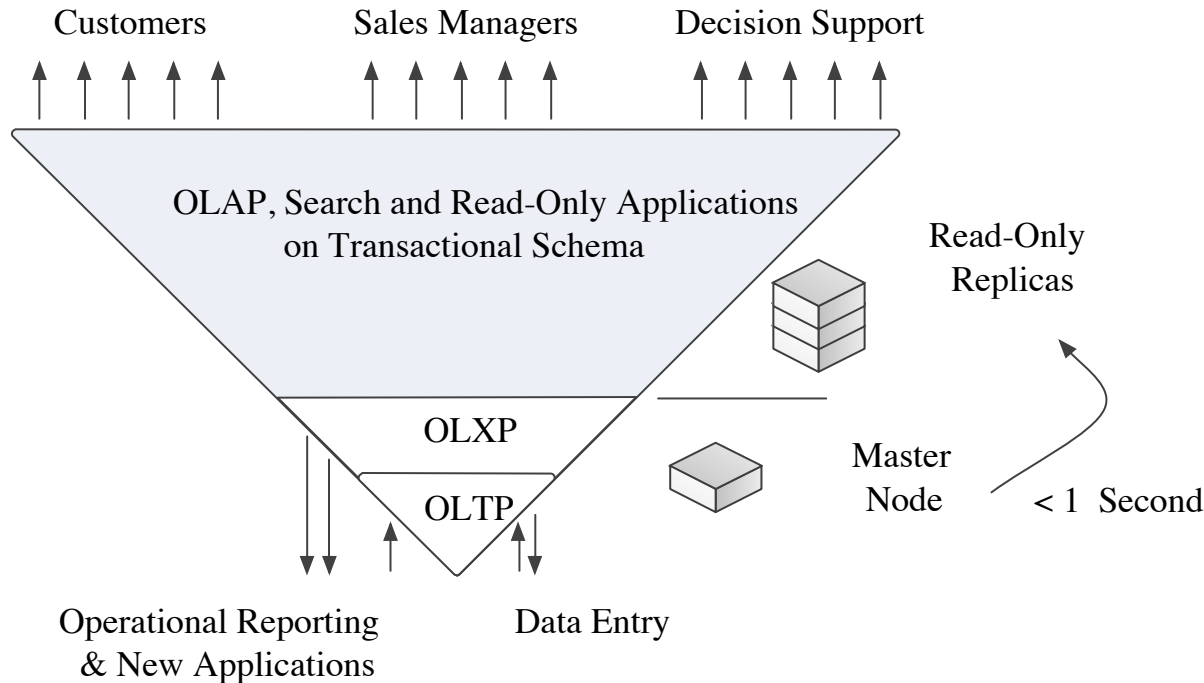 Customers
Sales Managers
Decision Support
OLAP, Search and Read-Only Applications
on Transactional Schema
Read-Only
Replicas
OLXP
Master
Node
< 1 Second
OLTP
Operational Reporting
& New Applications
Data Entry